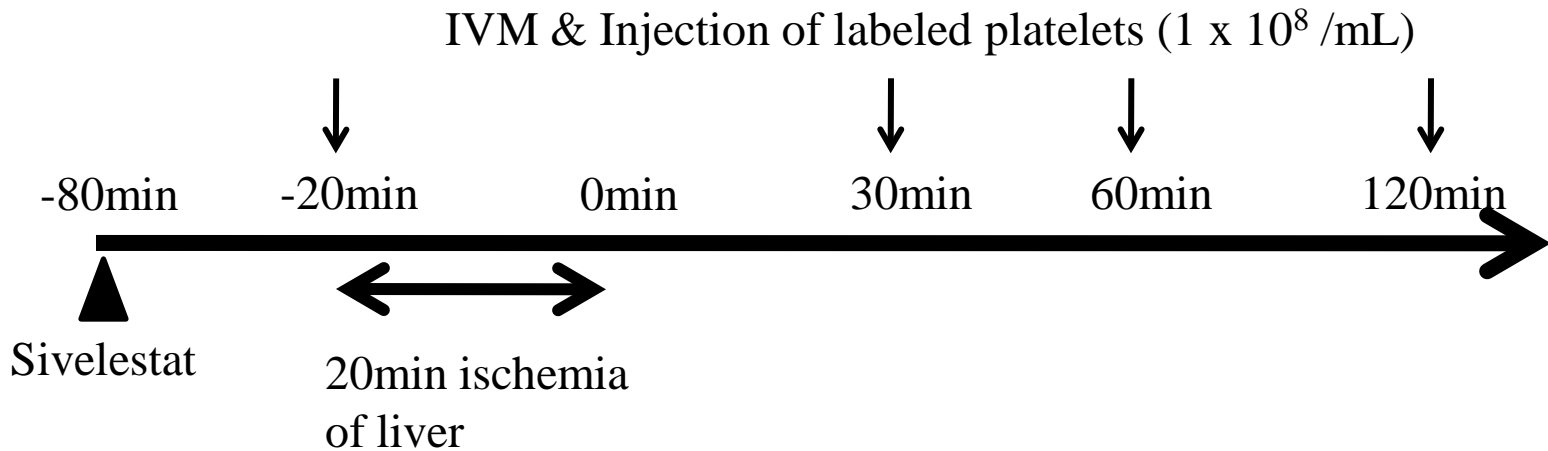 IVM & Injection of labeled platelets (1 x 10⁸ /mL)
-80min -20min 0min 30min 60min 120min
Sivelestat
20min ischemia
of liver